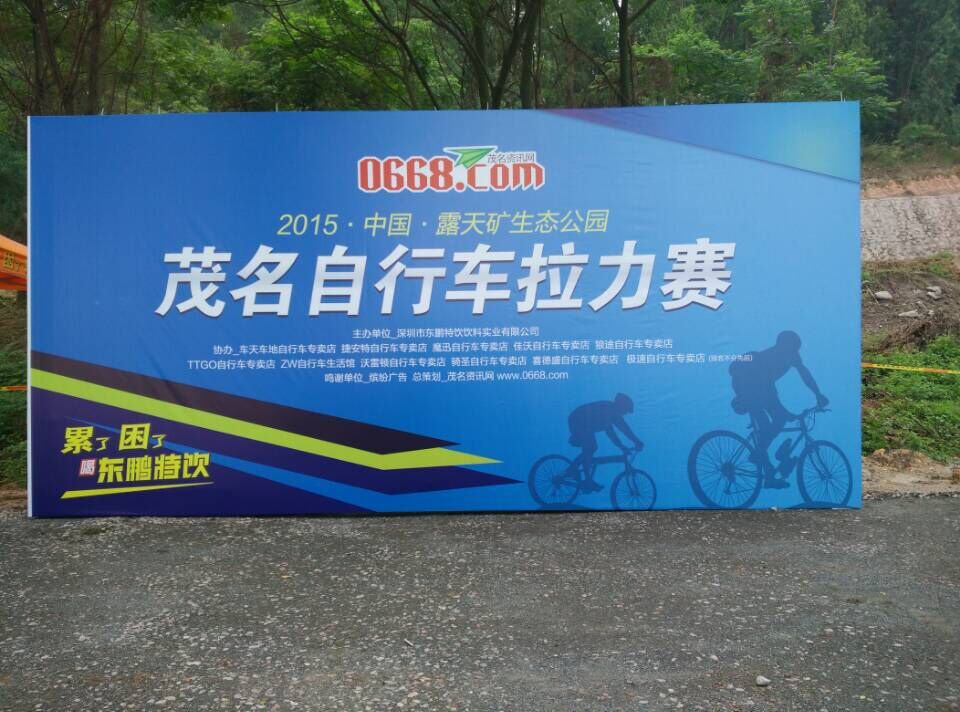 0668.com 茂名资讯网
2015·中国·露天矿生态公园
茂名自行车拉力赛
主办单位_深圳市东鹏特饮饮料实业有限公司
协办_车天车地自行车专卖店 捷安特自行车专卖店 魔迅自行车专卖店 佳沃自行车专卖店 狼途自行车专卖店
TTGO自行车专卖店 ZW自行车生活馆 沃雷顿自行车专卖店 骑圣自行车专卖店 喜德盛自行车专卖店 极速自行车专卖店 (排名不分先后)
鸣谢单位_缤纷广告 总策划_茂名资讯网 www.0668.com
累了困了
喝东鹏特饮